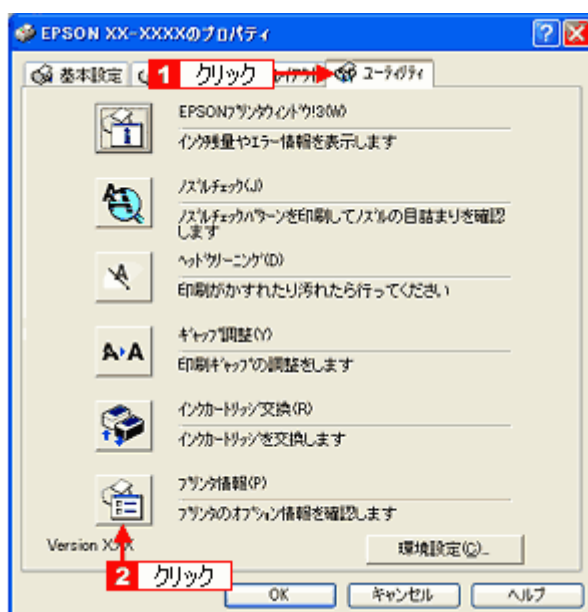 EPSON XX-XXXXのプロパティ
基本設定
1 クリック
ユーティリティ
EPSONプリンタウィンドウ!3(W)
インク残量やエラー情報を表示します
ノズルチェック(J)
ノズルチェックパターンを印刷してノズルの目詰まりを確認
します
ヘッドクリーニング(D)
印刷がかすれたり汚れたら行ってください
ギャップ調整(Y)
A▸A
印刷ギャップの調整をします
インクカートリッジ交換(R)
インクカートリッジを交換します
プリンタ情報(P)
プリンタのオプション情報を確認します
Version X.XX
環境設定(C)...
2 クリック
OK
キャンセル
ヘルプ